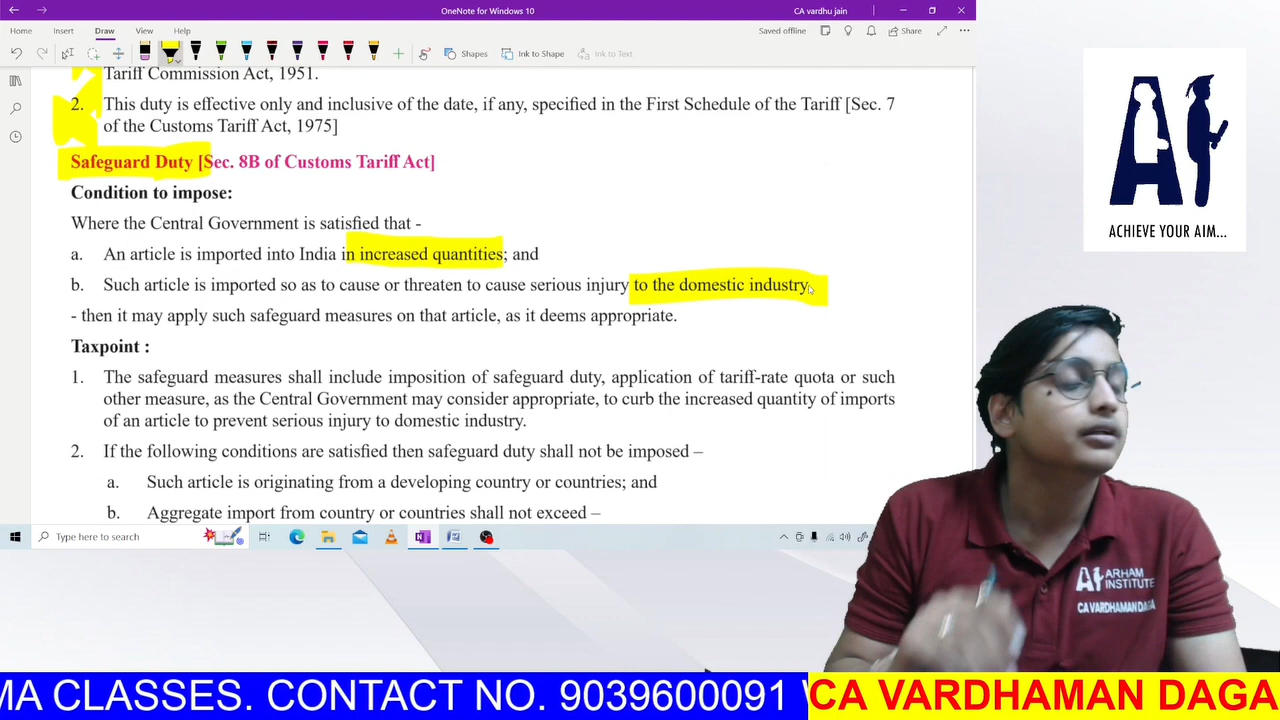 OneNote for Windows 10
CA vardhu jain
Home Insert Draw View Help
Saved offline
Share
Shapes
Ink to Shape
Ink to Text
Tariff Commission Act, 1951.
2. This duty is effective only and inclusive of the date, if any, specified in the First Schedule of the Tariff [Sec. 7
of the Customs Tariff Act, 1975]
Safeguard Duty [Sec. 8B of Customs Tariff Act]
Condition to impose:
Where the Central Government is satisfied that -
a. An article is imported into India in increased quantities; and
b. Such article is imported so as to cause or threaten to cause serious injury to the domestic industry,
- then it may apply such safeguard measures on that article, as it deems appropriate.
Taxpoint :
1. The safeguard measures shall include imposition of safeguard duty, application of tariff-rate quota or such
other measure, as the Central Government may consider appropriate, to curb the increased quantity of imports
of an article to prevent serious injury to domestic industry.
2. If the following conditions are satisfied then safeguard duty shall not be imposed –
a. Such article is originating from a developing country or countries; and
b. Aggregate import from country or countries shall not exceed –
Type here to search
ACHIEVE YOUR AIM...
ARHAM
INSTITUTE
CA VARDHAMAN DAGA
MA CLASSES. CONTACT NO. 9039600091
CA VARDHAMAN DAGA